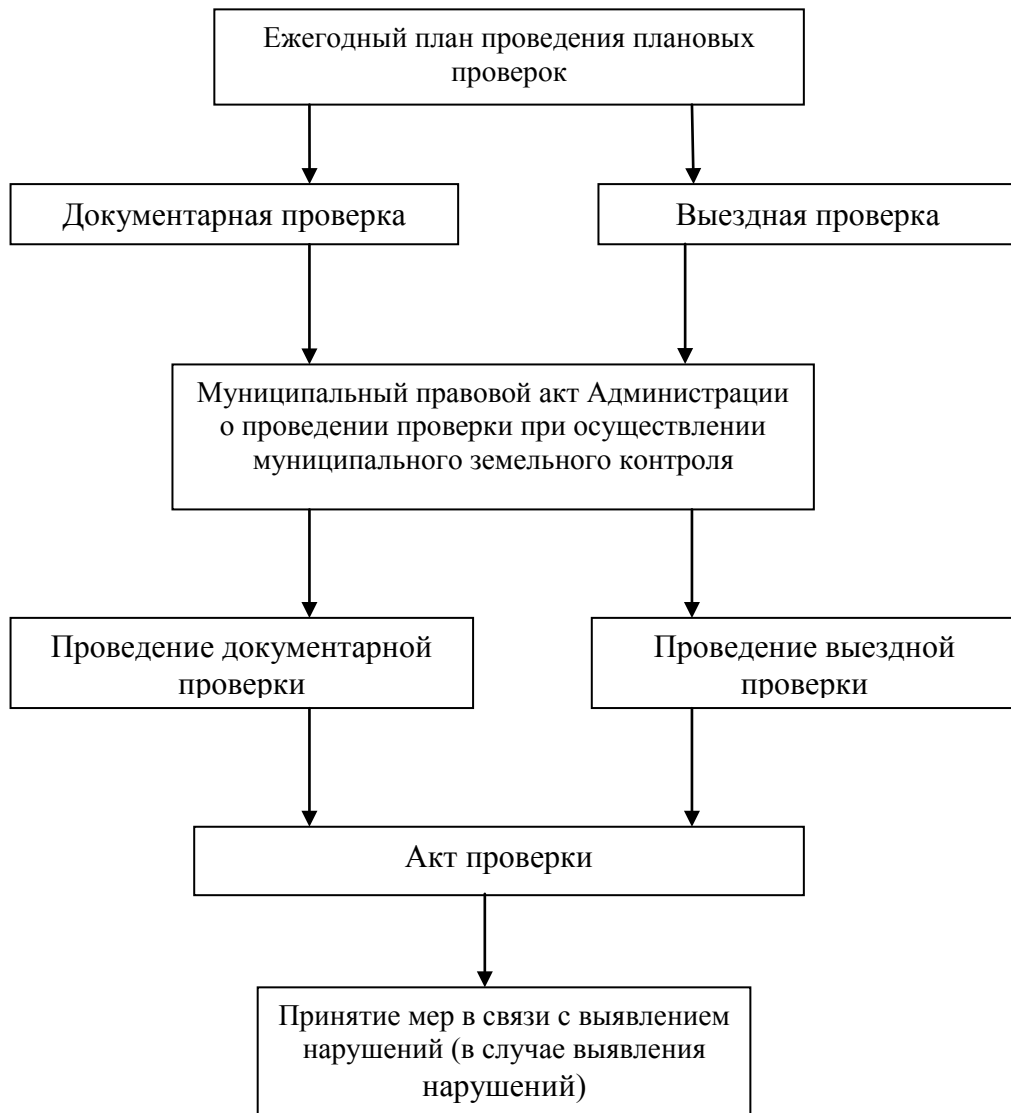 Ежегодный план проведения плановых
проверок
Документарная проверка
Выездная проверка
Муниципальный правовой акт Администрации
о проведении проверки при осуществлении
муниципального земельного контроля
Проведение документарной
проверки
Проведение выездной
проверки
Акт проверки
Принятие мер в связи с выявлением
нарушений (в случае выявления
нарушений)